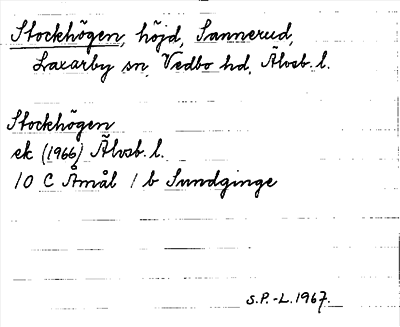 Stockhögen, höjd, Sannerud,
Laxarby sn, Vedbo hd, Älvsb. l.
Stockhögen
ek (1966) Älvsb. l.
10 C Åmål 1 b Sundginge
S.P.-L. 1967.